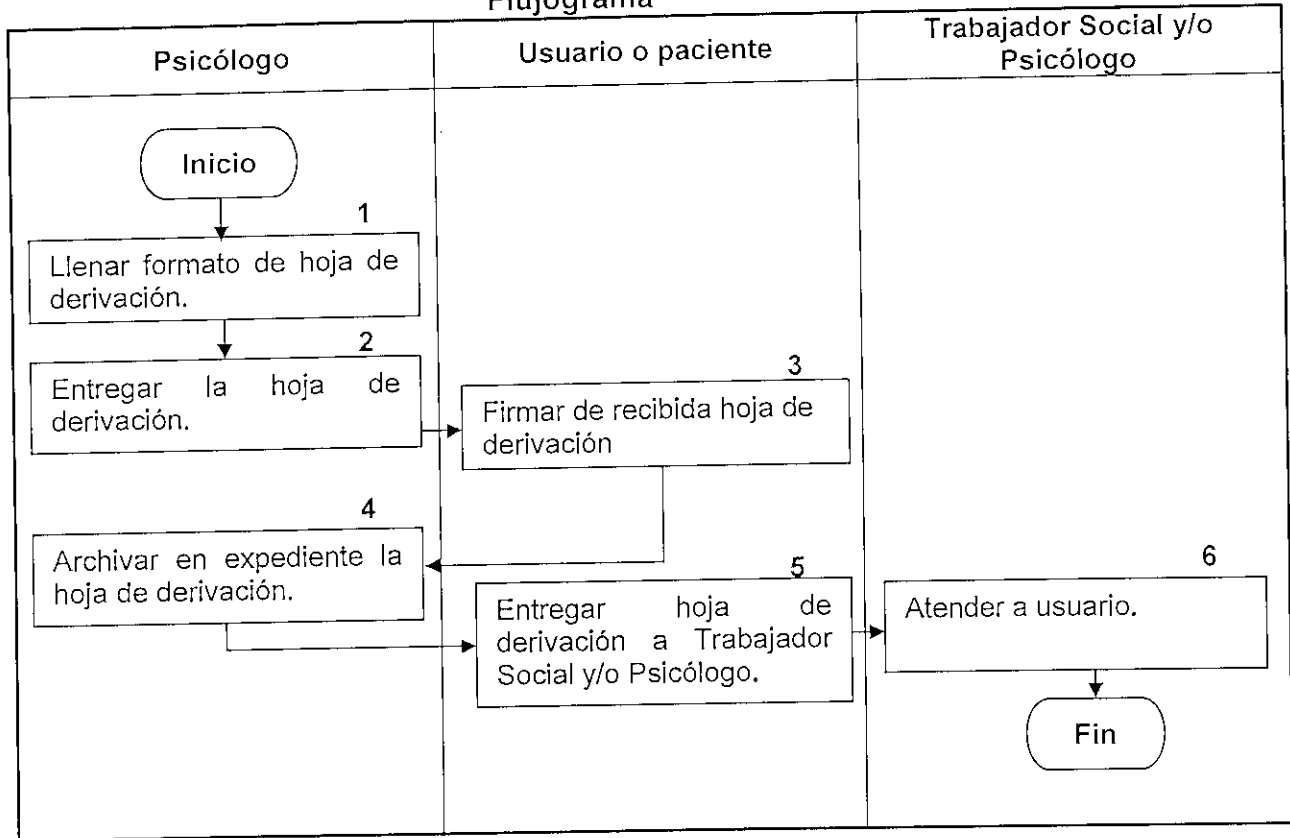 Flujograma
Psicólogo
Usuario o paciente
Trabajador Social y/o
Psicólogo
Inicio
1
Llenar formato de hoja de
derivación.
2
Entregar la hoja de
derivación.
3
Firmar de recibida hoja de
derivación
4
Archivar en expediente la
hoja de derivación.
5
Entregar hoja de
derivación a Trabajador
Social y/o Psicólogo.
6
Atender a usuario.
Fin